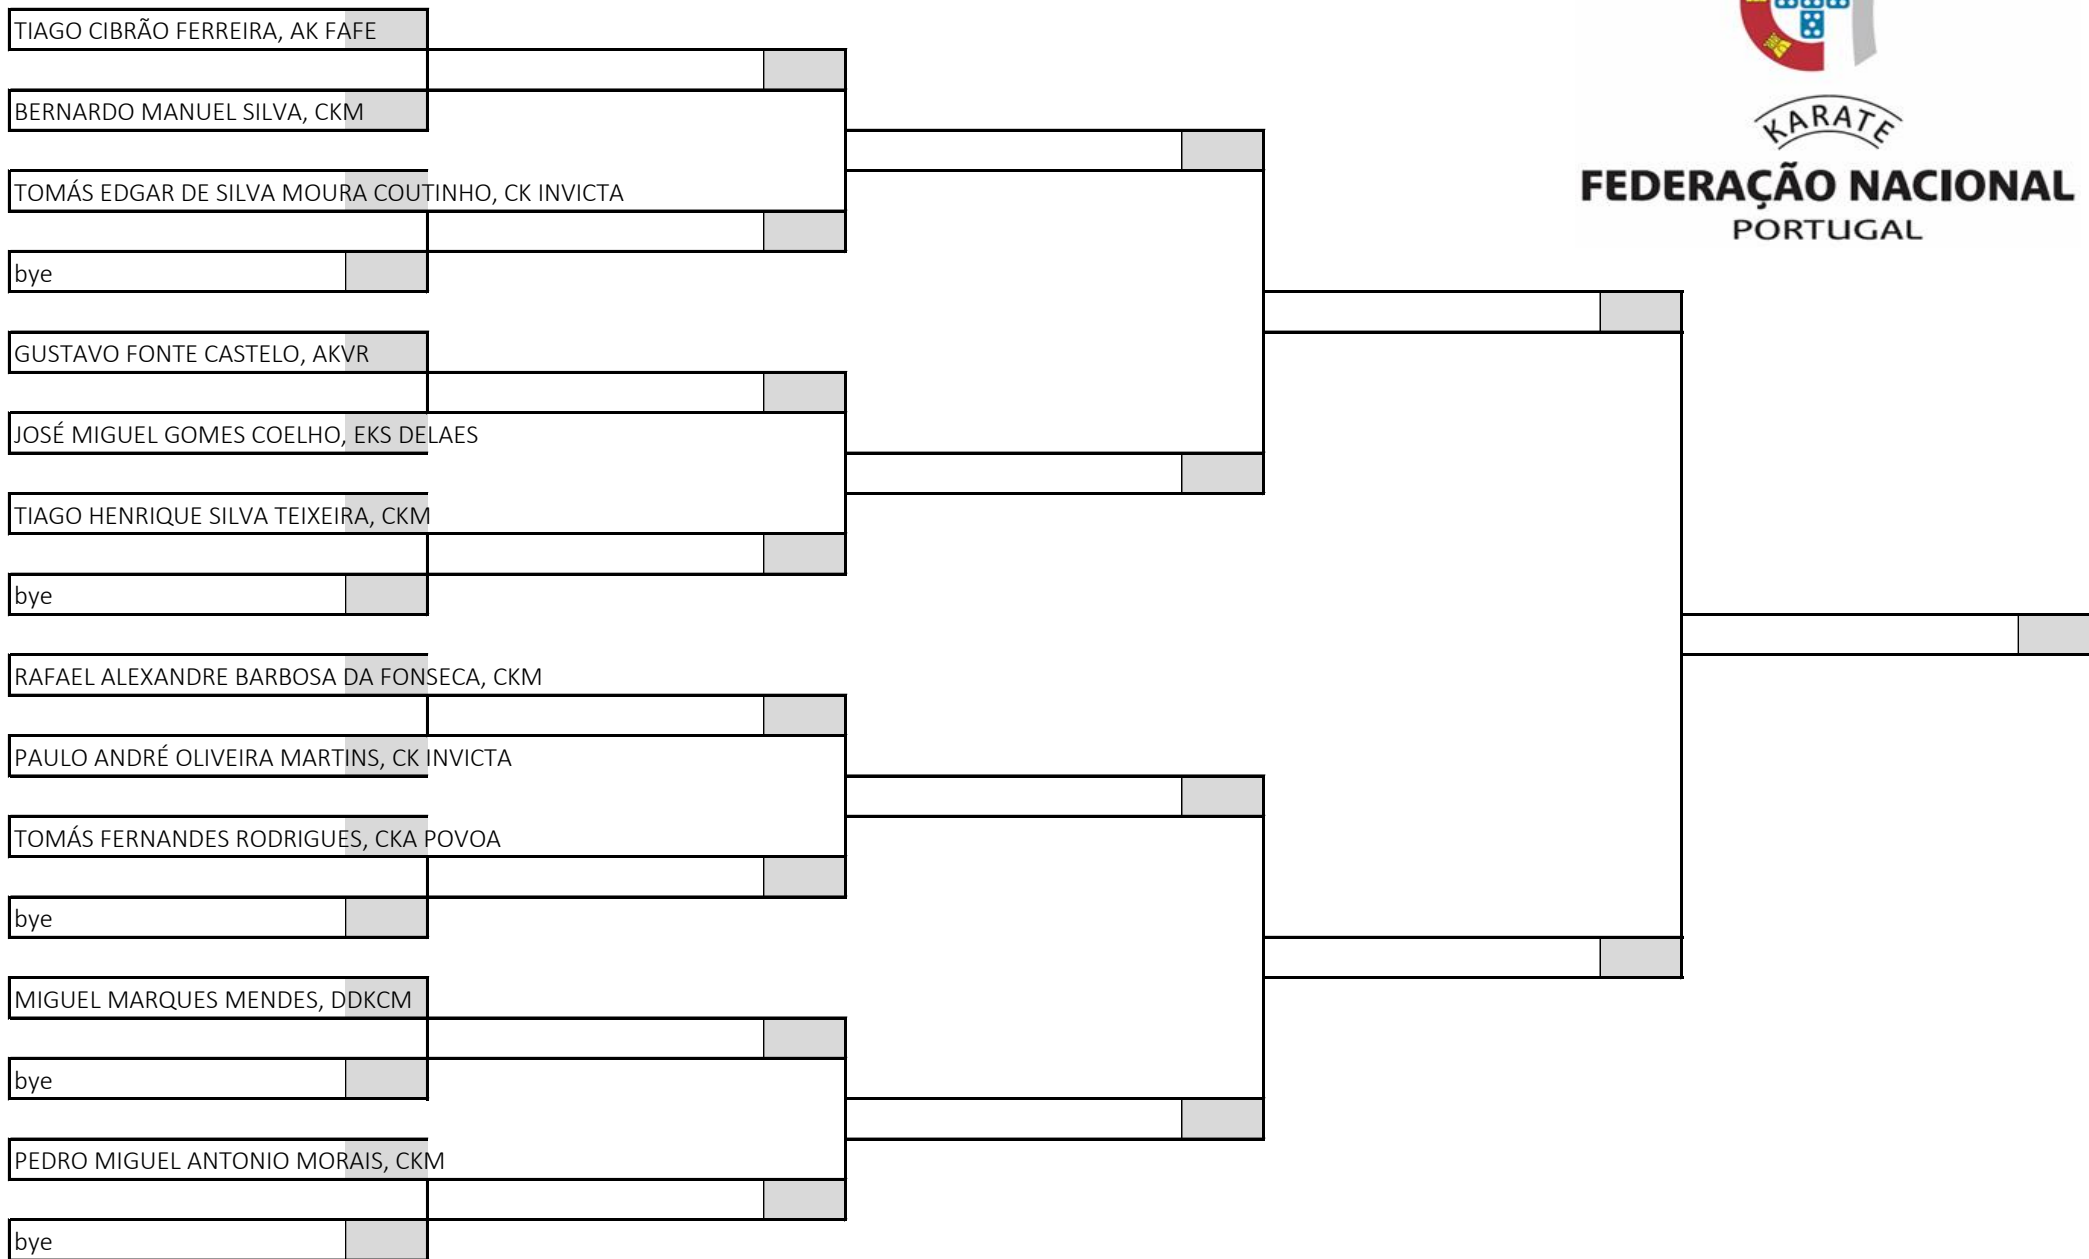 TIAGO CIBRÃO FERREIRA, AK FAFE
BERNARDO MANUEL SILVA, CKM
TOMÁS EDGAR DE SILVA MOURA COUTINHO, CK INVICTA
bye
GUSTAVO FONTE CASTELO, AKVR
JOSÉ MIGUEL GOMES COELHO, EKS DELAES
TIAGO HENRIQUE SILVA TEIXEIRA, CKM
bye
RAFAEL ALEXANDRE BARBOSA DA FONSECA, CKM
PAULO ANDRÉ OLIVEIRA MARTINS, CK INVICTA
TOMÁS FERNANDES RODRIGUES, CKA POVOA
bye
MIGUEL MARQUES MENDES, DDKCM
bye
PEDRO MIGUEL ANTONIO MORAIS, CKM
bye
KARATE
FEDERAÇÃO NACIONAL
PORTUGAL